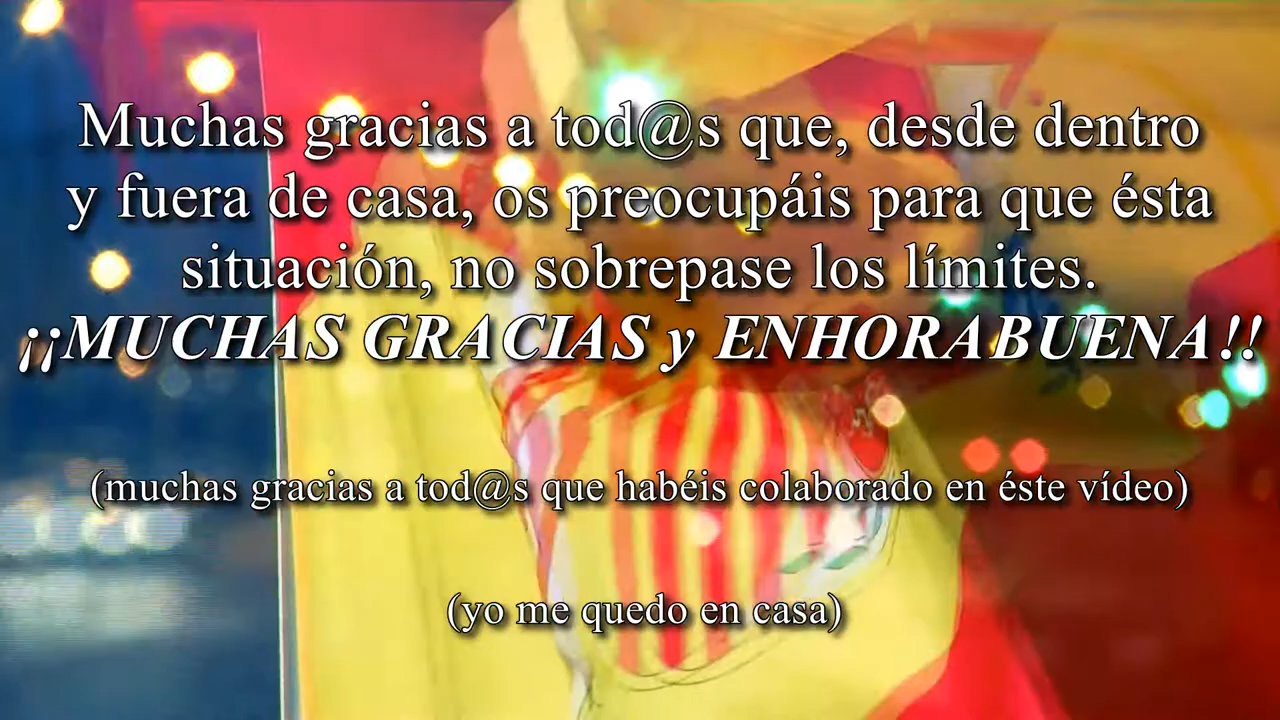 Muchas gracias a tod@s que, desde dentro
y fuera de casa, os preocupáis para que ésta
situación, no sobrepase los límites.
¡¡MUCHAS GRACIAS y ENHORABUENA!!
(muchas gracias a tod@s que habéis colaborado en éste vídeo)
(yo me quedo en casa)